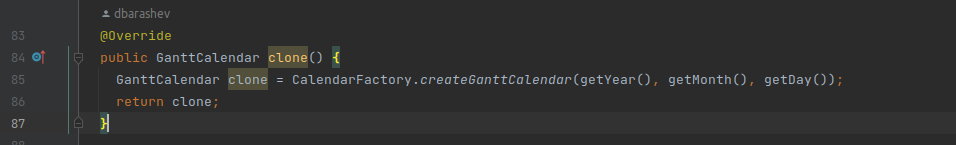 dbarashev
83 @Override
84 public GanttCalendar clone() {
85 GanttCalendar clone = CalendarFactory.createGanttCalendar(getYear(), getMonth(), getDay());
86 return clone;
87 }